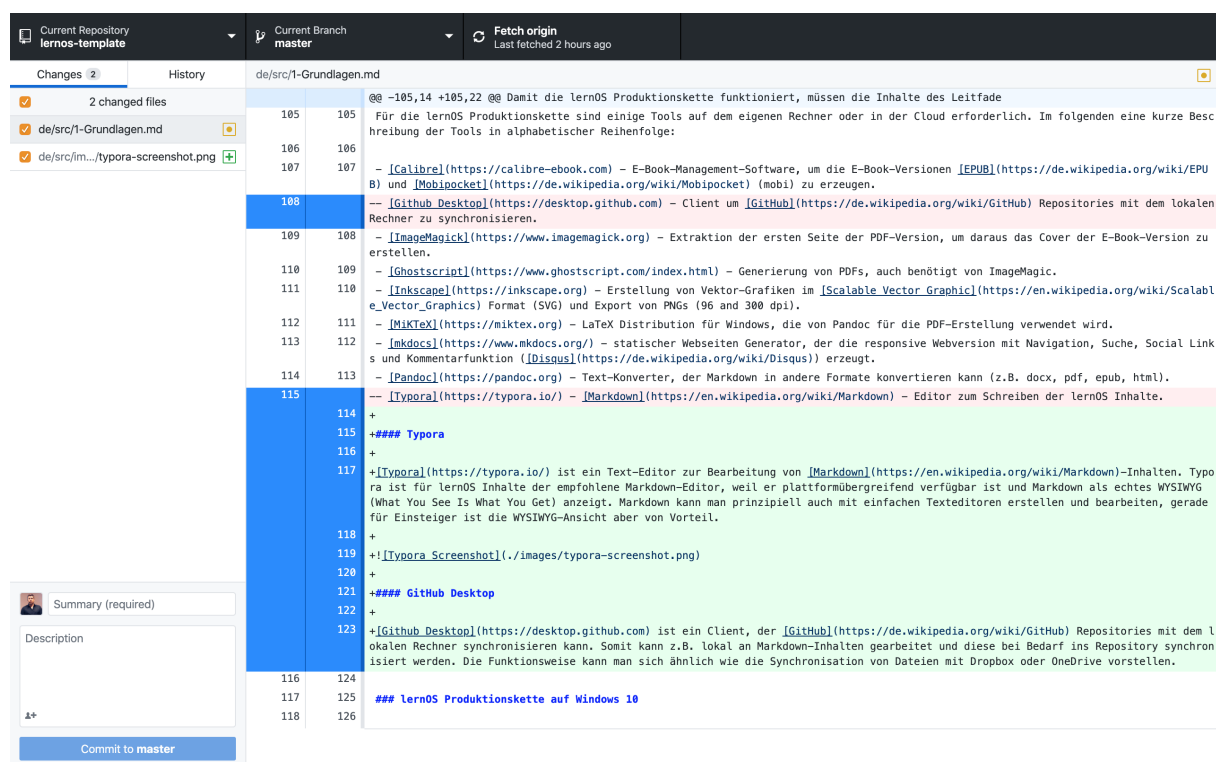 Current Repository
lernos-template
Current Branch
master
Fetch origin
Last fetched 2 hours ago
Changes 2
History
de/src/1-Grundlagen.md
2 changed files
de/src/1-Grundlagen.md
de/src/im.../typora-screenshot.png
@@ -105,14 +105,22 @@ Damit die lernOS Produktionskette funktioniert, müssen die Inhalte des Leitfade
105 105 Für die lernOS Produktionskette sind einige Tools auf dem eigenen Rechner oder in der Cloud erforderlich. Im folgenden eine kurze Besc
hreibung der Tools in alphabetischer Reihenfolge:
106 106
107 107 - [Calibre](https://calibre-ebook.com) - E-Book-Management-Software, um die E-Book-Versionen [EPUB](https://de.wikipedia.org/wiki/EPU
B) und [Mobipocket](https://de.wikipedia.org/wiki/Mobipocket) (mobi) zu erzeugen.
108 -- [Github Desktop](https://desktop.github.com) - Client um [GitHub](https://de.wikipedia.org/wiki/GitHub) Repositories mit dem lokalen
Rechner zu synchronisieren.
109 108 - [ImageMagick](https://www.imagemagick.org) - Extraktion der ersten Seite der PDF-Version, um daraus das Cover der E-Book-Version zu
erstellen.
110 109 - [Ghostscript](https://www.ghostscript.com/index.html) - Generierung von PDFs, auch benötigt von ImageMagic.
111 110 - [Inkscape](https://inkscape.org) - Erstellung von Vektor-Grafiken im [Scalable Vector Graphic](https://en.wikipedia.org/wiki/Scalabl
e_Vector_Graphics) Format (SVG) und Export von PNGs (96 and 300 dpi).
112 111 - [MiKTeX](https://miktex.org) - LaTeX Distribution für Windows, die von Pandoc für die PDF-Erstellung verwendet wird.
113 112 - [mkdocs](https://www.mkdocs.org/) - statischer Webseiten Generator, der die responsive Webversion mit Navigation, Suche, Social Link
s und Kommentarfunktion ([Disqus](https://de.wikipedia.org/wiki/Disqus)) erzeugt.
114 113 - [Pandoc](https://pandoc.org) - Text-Konverter, der Markdown in andere Formate konvertieren kann (z.B. docx, pdf, epub, html).
115 -- [Typora](https://typora.io/) - [Markdown](https://en.wikipedia.org/wiki/Markdown) - Editor zum Schreiben der lernOS Inhalte.
114 +
115 +#### Typora
116 +
117 +[Typora](https://typora.io/) ist ein Text-Editor zur Bearbeitung von [Markdown](https://en.wikipedia.org/wiki/Markdown)-Inhalten. Typo
ra ist für lernOS Inhalte der empfohlene Markdown-Editor, weil er plattformübergreifend verfügbar ist und Markdown als echtes WYSIWYG
(What You See Is What You Get) anzeigt. Markdown kann man prinzipiell auch mit einfachen Texteditoren erstellen und bearbeiten, gerade
für Einsteiger ist die WYSIWYG-Ansicht aber von Vorteil.
118 +
119 +![Typora Screenshot](./images/typora-screenshot.png)
120 +
121 +#### GitHub Desktop
122 +
123 +[Github Desktop](https://desktop.github.com) ist ein Client, der [GitHub](https://de.wikipedia.org/wiki/GitHub) Repositories mit dem l
okalen Rechner synchronisieren kann. Somit kann z.B. lokal an Markdown-Inhalten gearbeitet und diese bei Bedarf ins Repository synchron
isiert werden. Die Funktionsweise kann man sich ähnlich wie die Synchronisation von Dateien mit Dropbox oder OneDrive vorstellen.
116 124
117 125 ### lernOS Produktionskette auf Windows 10
118 126
Summary (required)
Description
Commit to master